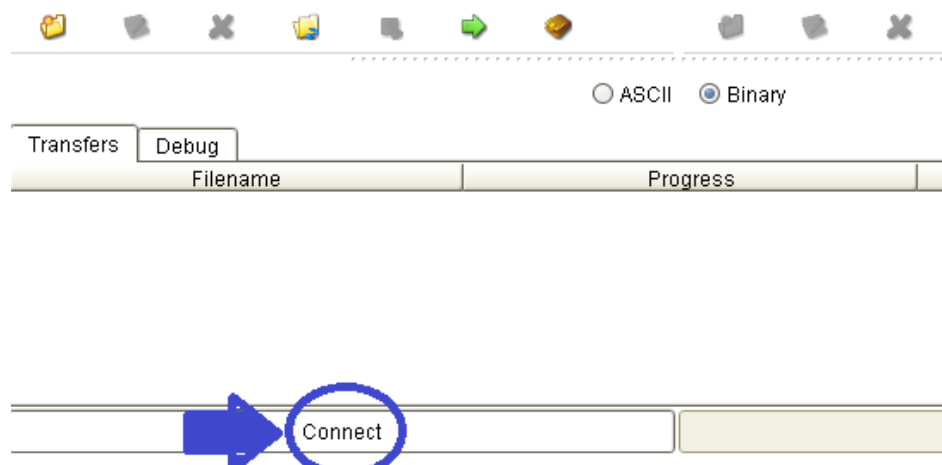 ASCII Binary
Transfers Debug
Filename Progress
Connect